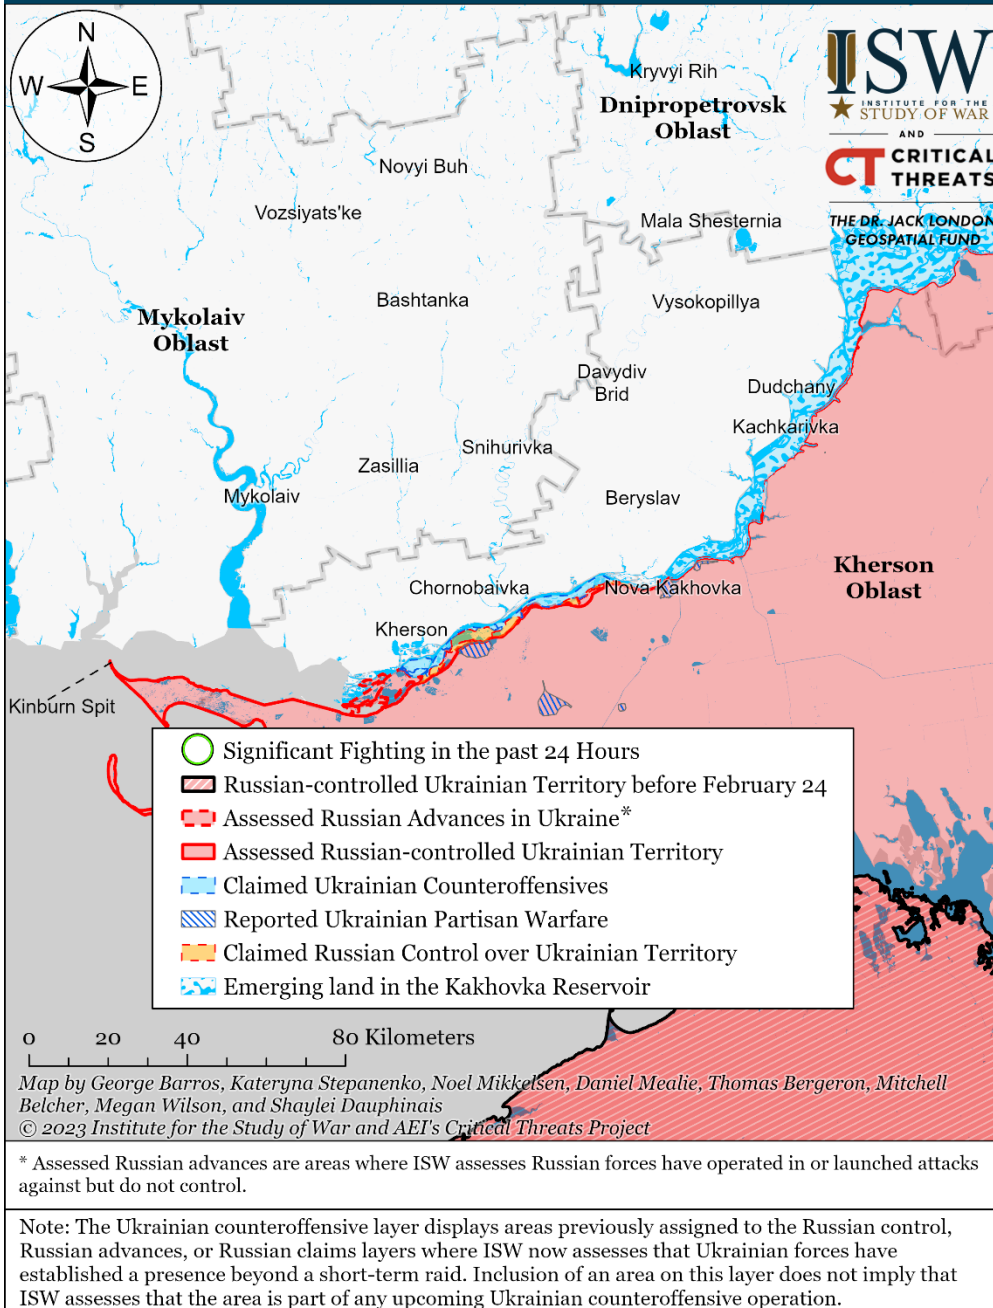 N
W
E
S
ISW
INSTITUTE FOR THE
STUDY OF WAR
AND
CT CRITICAL
THREATS
THE DR. JACK LONDON
GEOSPATIAL FUND
Kryvyi Rih
Dnipropetrovsk
Oblast
Novyi Buh
Vozsiyats'ke
Mala Shesternia
Bashtanka
Vysokopillya
Mykolaiv
Oblast
Davydiv
Brid
Dudchany
Kachkarivka
Snihurivka
Zasillia
Mykolaiv
Beryslav
Kherson
Oblast
Chornobaivka
Nova Kakhovka
Kherson
Kinburn Spit
Significant Fighting in the past 24 Hours
Russian-controlled Ukrainian Territory before February 24
Assessed Russian Advances in Ukraine*
Assessed Russian-controlled Ukrainian Territory
Claimed Ukrainian Counteroffensives
Reported Ukrainian Partisan Warfare
Claimed Russian Control over Ukrainian Territory
Emerging land in the Kakhovka Reservoir
0 20 40 80 Kilometers
Map by George Barros, Kateryna Stepanenko, Noel Mikkelsen, Daniel Mealie, Thomas Bergeron, Mitchell
Belcher, Megan Wilson, and Shaylei Dauphinais
© 2023 Institute for the Study of War and AEI's Critical Threats Project
* Assessed Russian advances are areas where ISW assesses Russian forces have operated in or launched attacks
against but do not control.
Note: The Ukrainian counteroffensive layer displays areas previously assigned to the Russian control,
Russian advances, or Russian claims layers where ISW now assesses that Ukrainian forces have
established a presence beyond a short-term raid. Inclusion of an area on this layer does not imply that
ISW assesses that the area is part of any upcoming Ukrainian counteroffensive operation.